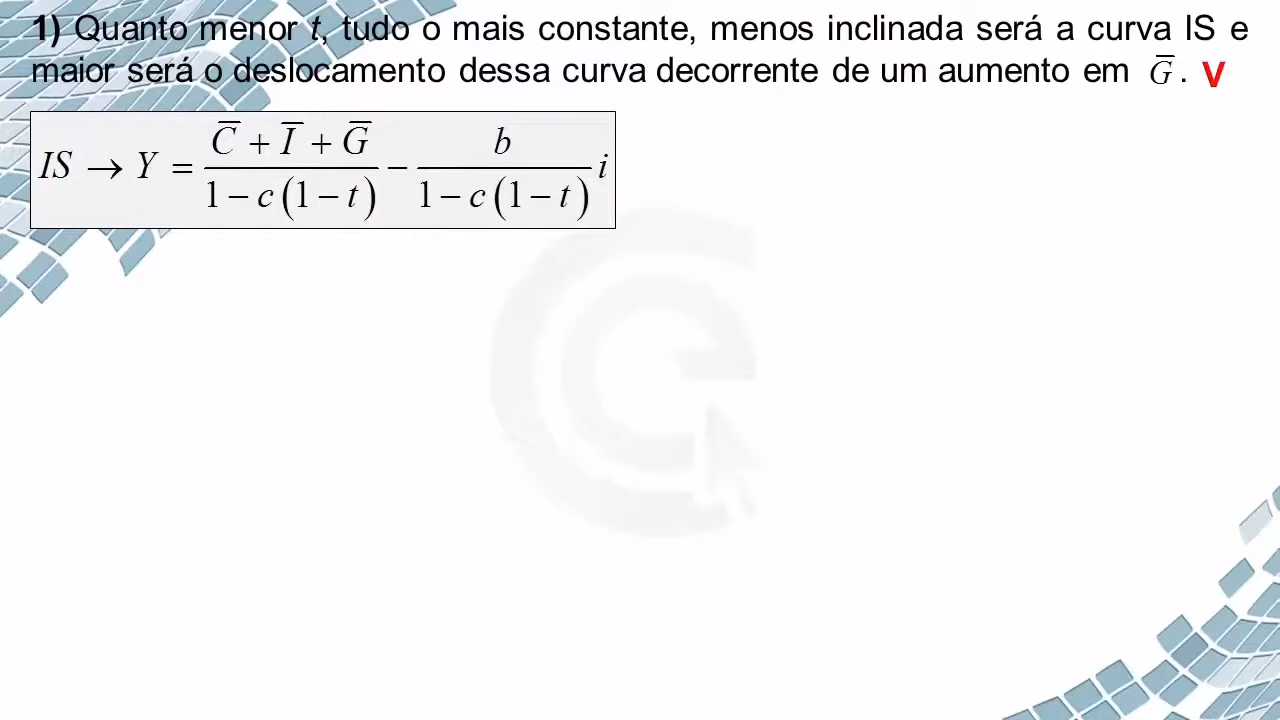 1) Quanto menor t, tudo o mais constante, menos inclinada será a curva IS e
maior será o deslocamento dessa curva decorrente de um aumento em G̅. V
IS → Y = (C̅ + I̅ + G̅)/(1 − c(1 − t)) − b/(1 − c(1 − t)) i